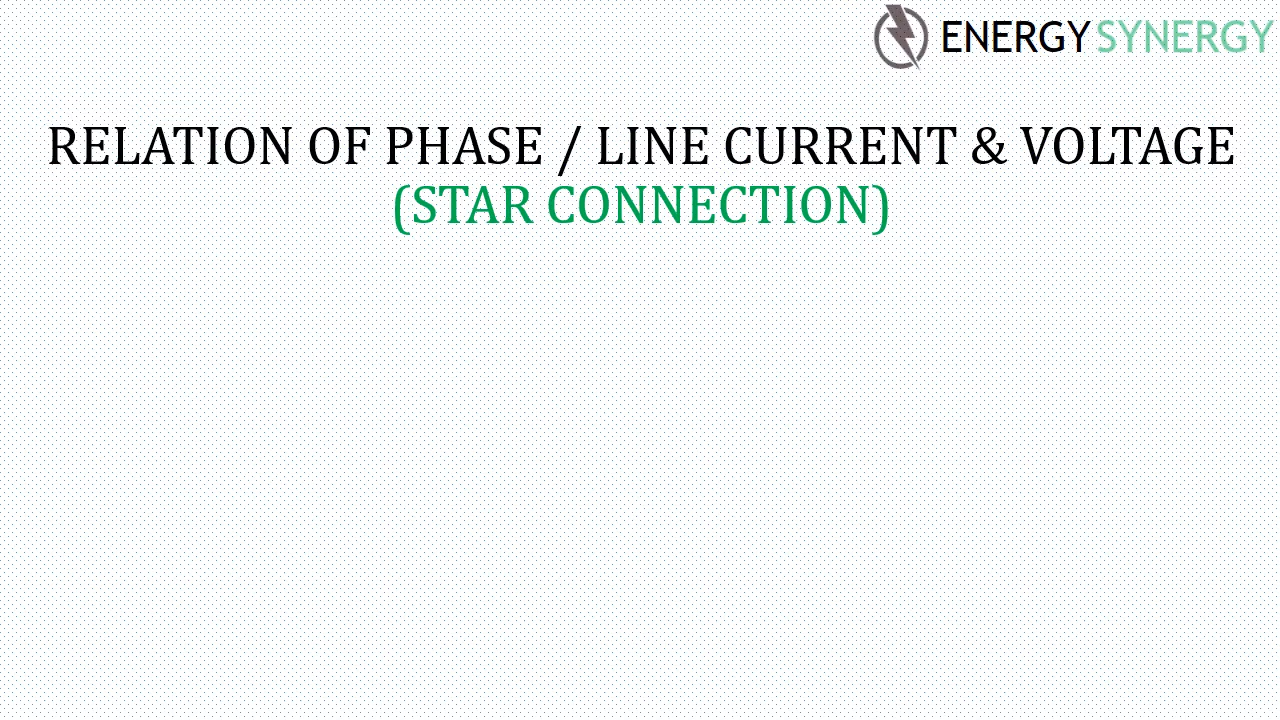 ENERGY SYNERGY
RELATION OF PHASE / LINE CURRENT & VOLTAGE
(STAR CONNECTION)